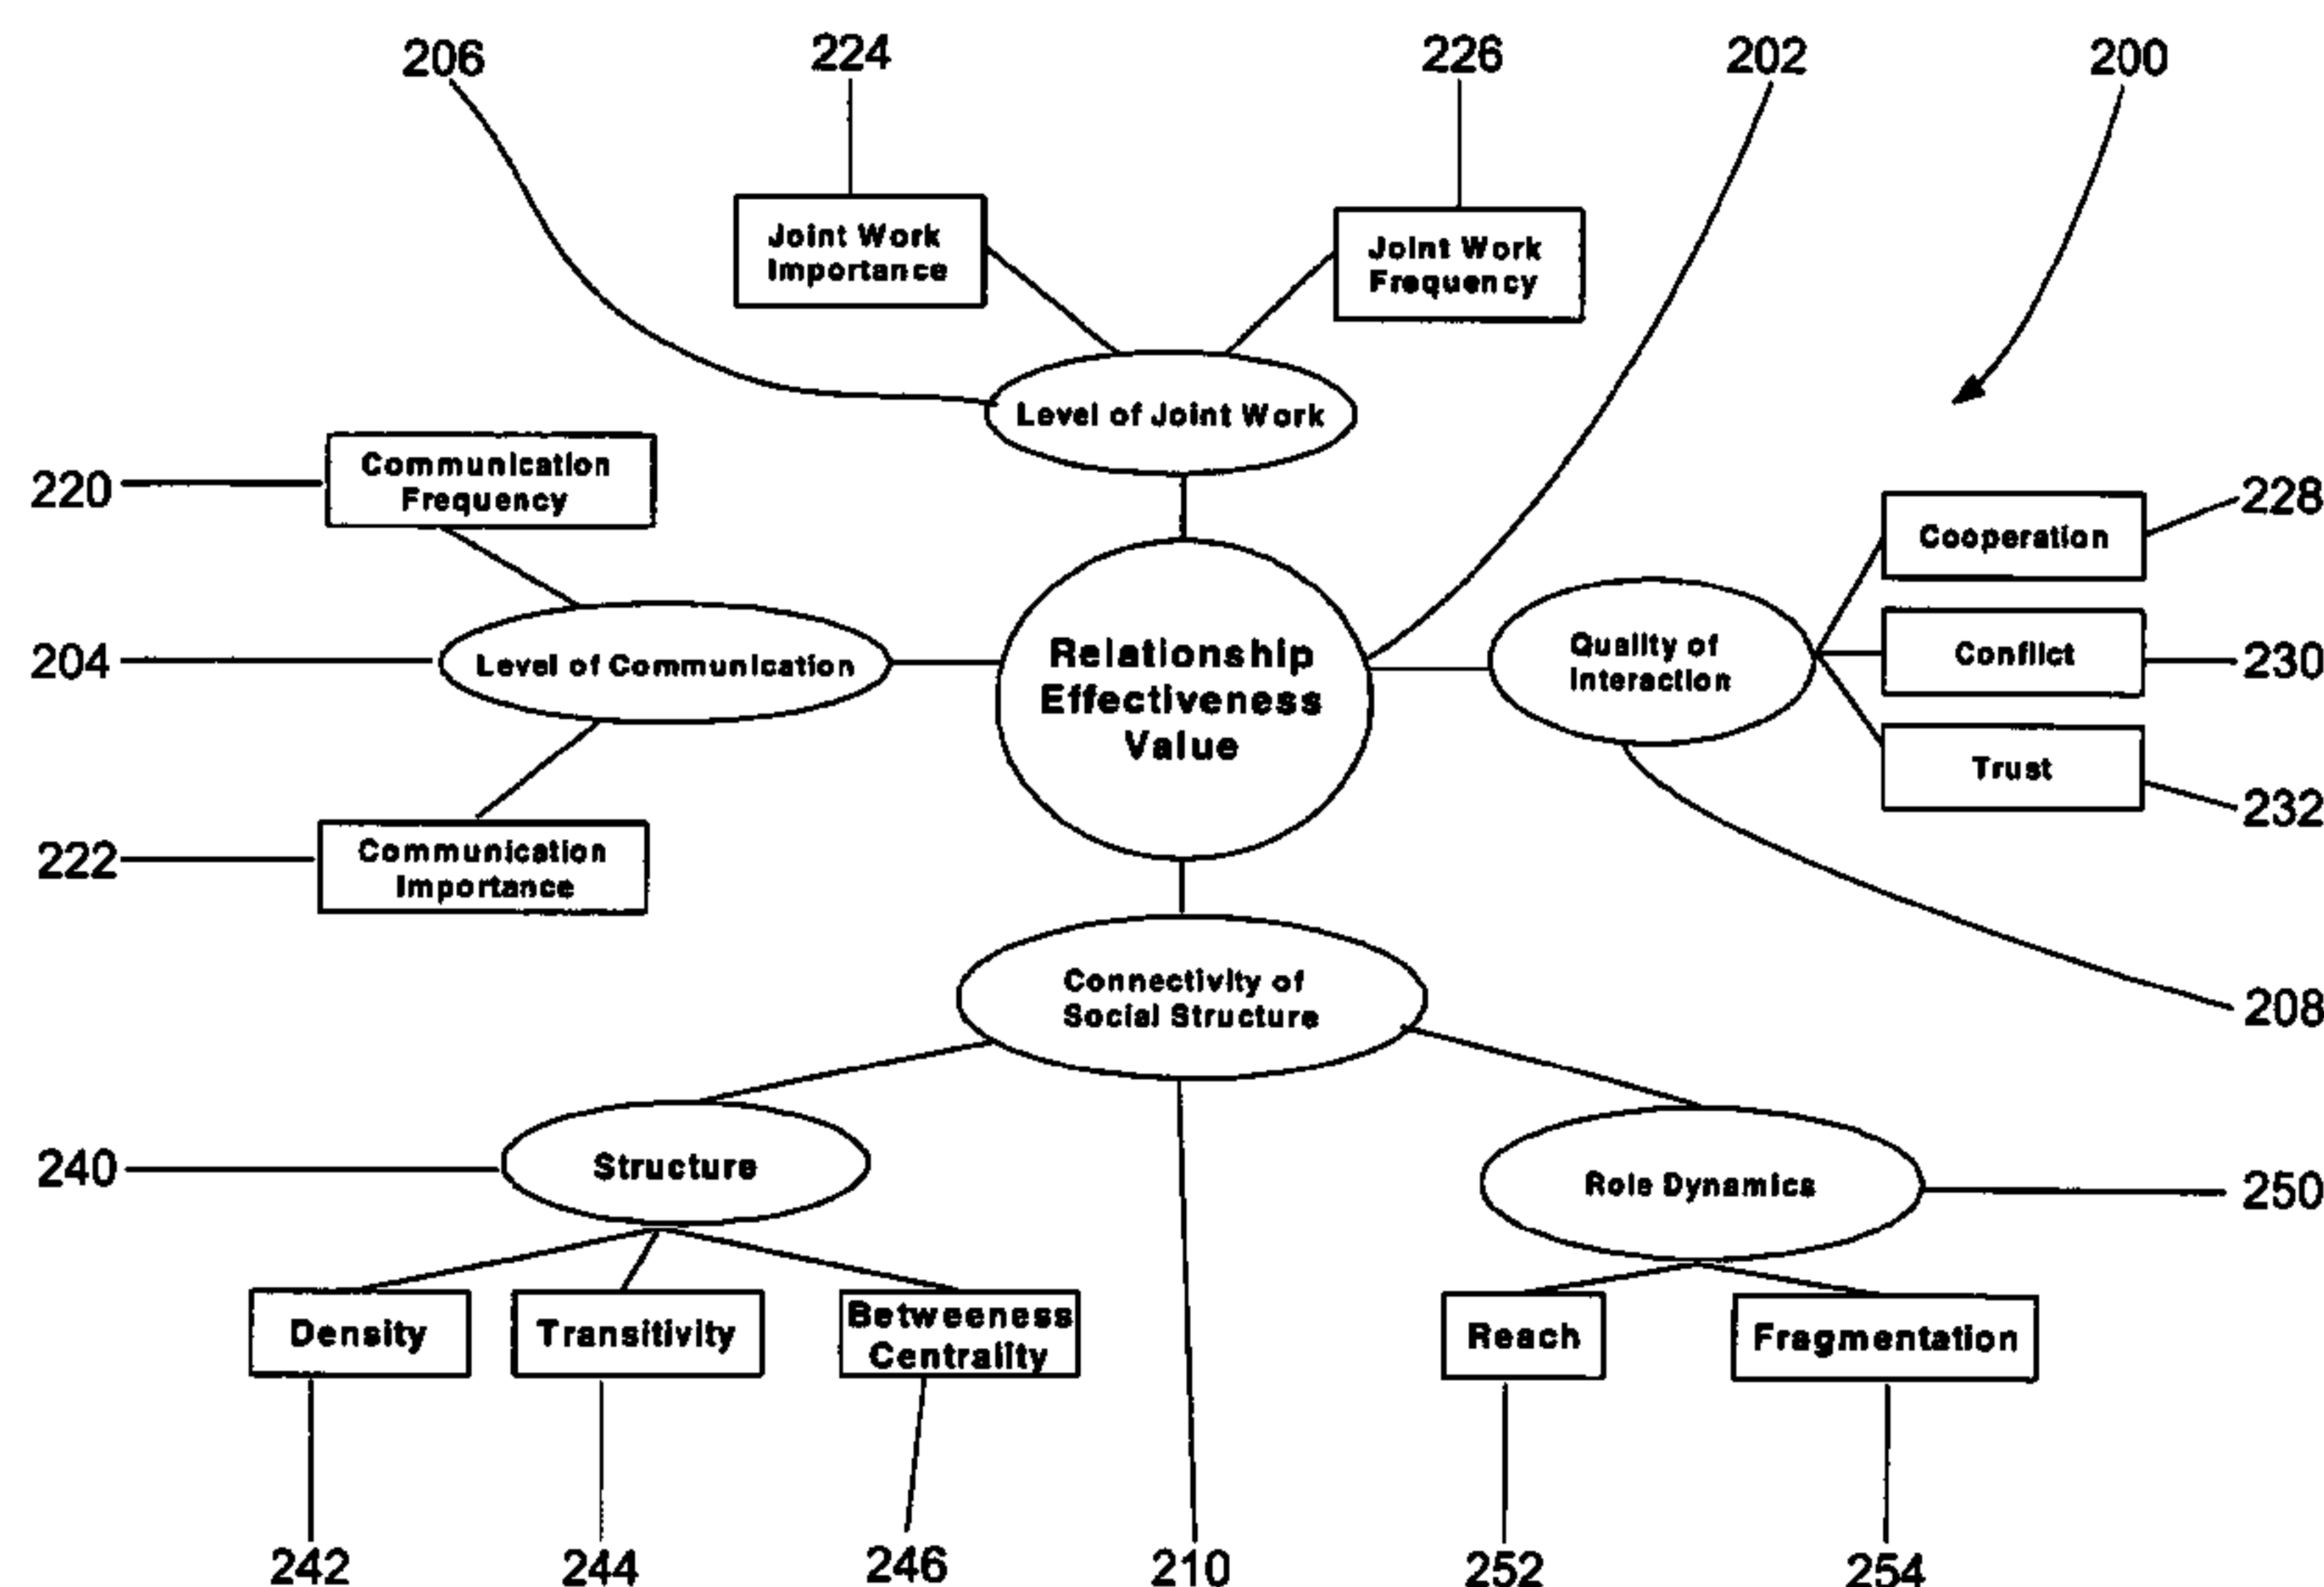 206
224
226
202
200
Joint Work
Importance
Joint Work
Frequency
Level of Joint Work
220
Communication
Frequency
228
Cooperation
204
Level of Communication
Relationship
Effectiveness
Value
Quality of
Interaction
Conflict
230
Trust
232
222
Communication
Importance
Connectivity of
Social Structure
208
240
Structure
Role Dynamics
250
Density
Transitivity
Betweeness
Centrality
Reach
Fragmentation
242
244
246
210
252
254